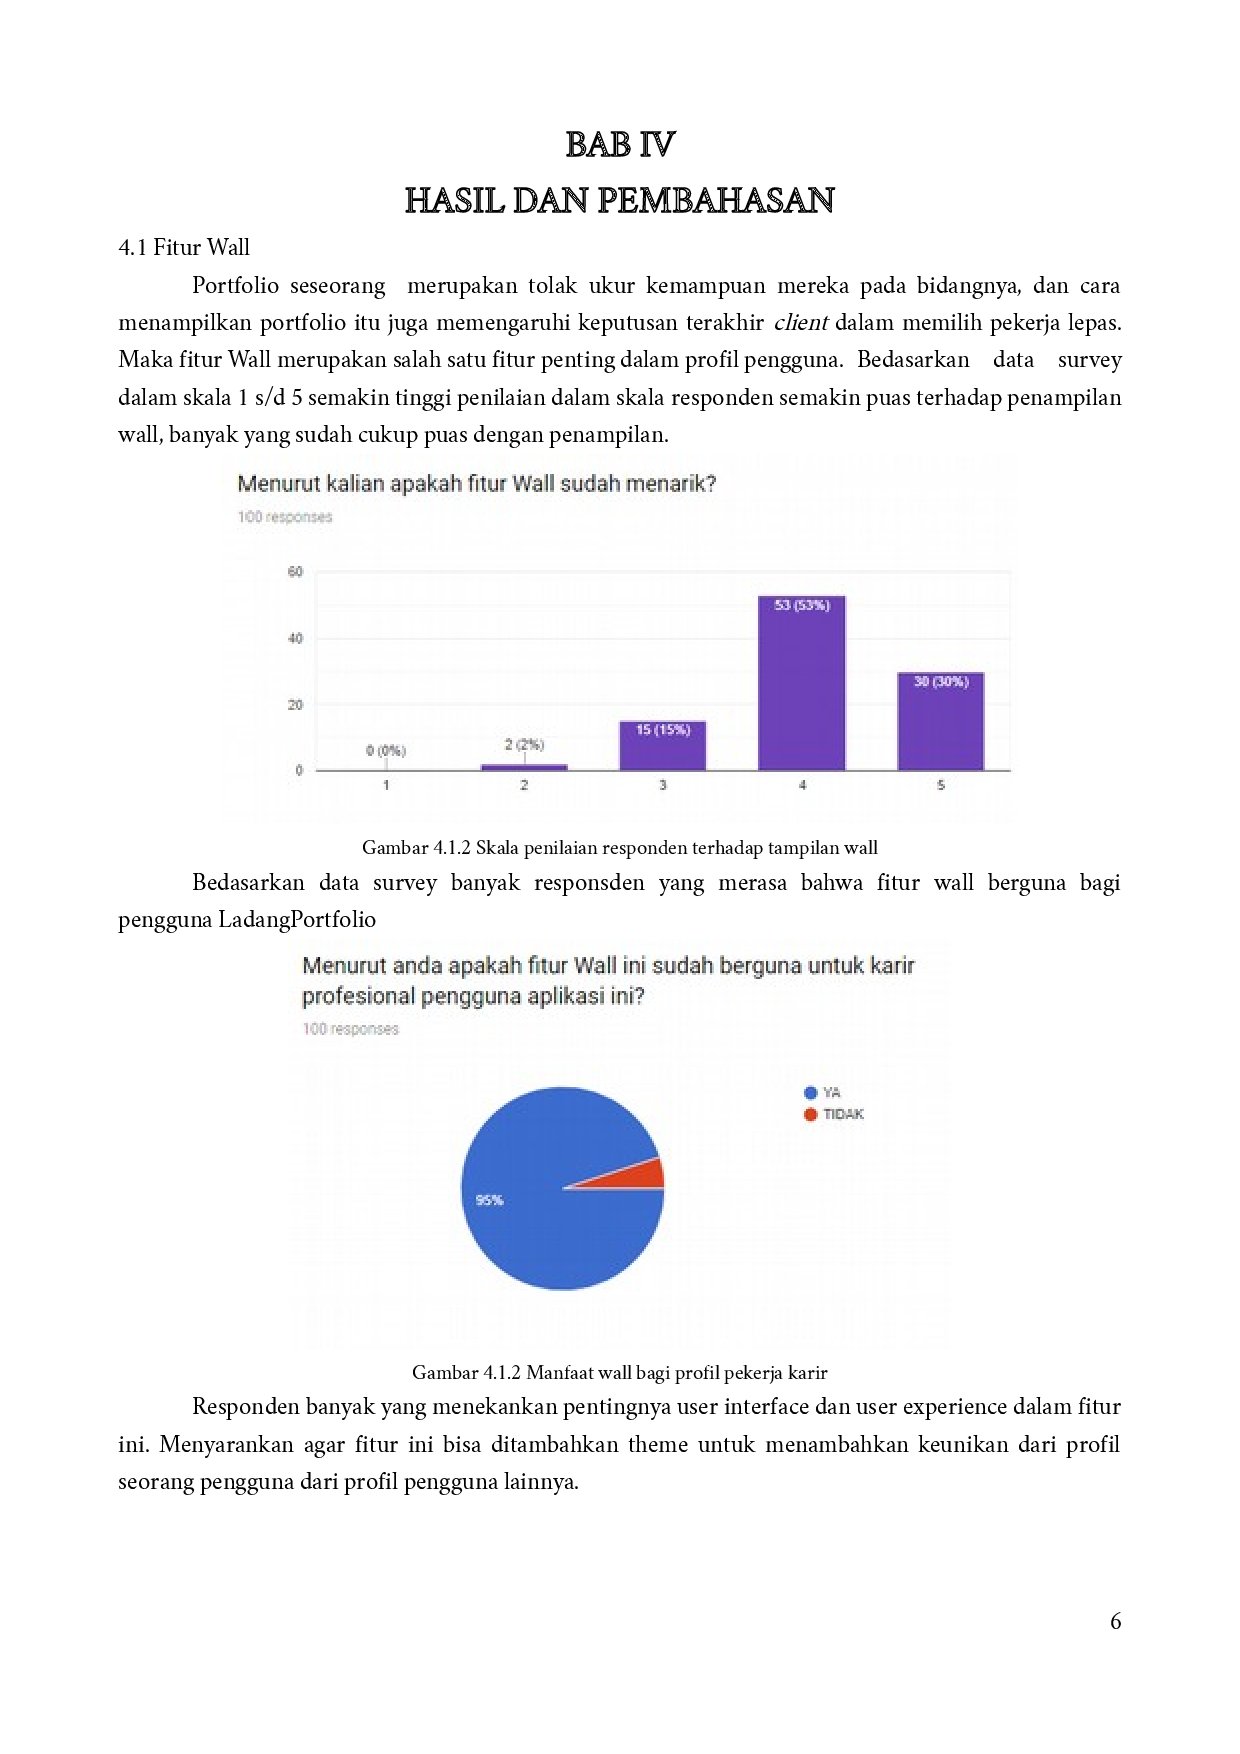 BAB IV
HASIL DAN PEMBAHASAN
4.1 Fitur Wall
Portfolio seseorang merupakan tolak ukur kemampuan mereka pada bidangnya, dan cara
menampilkan portfolio itu juga memengaruhi keputusan terakhir client dalam memilih pekerja lepas.
Maka fitur Wall merupakan salah satu fitur penting dalam profil pengguna. Bedasarkan data survey
dalam skala 1 s/d 5 semakin tinggi penilaian dalam skala responden semakin puas terhadap penampilan
wall, banyak yang sudah cukup puas dengan penampilan.
Menurut kalian apakah fitur Wall sudah menarik?
100 responses
60
40
20
0
0 (0%)
2 (2%)
15 (15%)
53 (53%)
30 (30%)
1 2 3 4 5
Gambar 4.1.2 Skala penilaian responden terhadap tampilan wall
Bedasarkan data survey banyak responsden yang merasa bahwa fitur wall berguna bagi
pengguna LadangPortfolio
Menurut anda apakah fitur Wall ini sudah berguna untuk karir
profesional pengguna aplikasi ini?
100 responses
YA
TIDAK
95%
Gambar 4.1.2 Manfaat wall bagi profil pekerja karir
Responden banyak yang menekankan pentingnya user interface dan user experience dalam fitur
ini. Menyarankan agar fitur ini bisa ditambahkan theme untuk menambahkan keunikan dari profil
seorang pengguna dari profil pengguna lainnya.
6